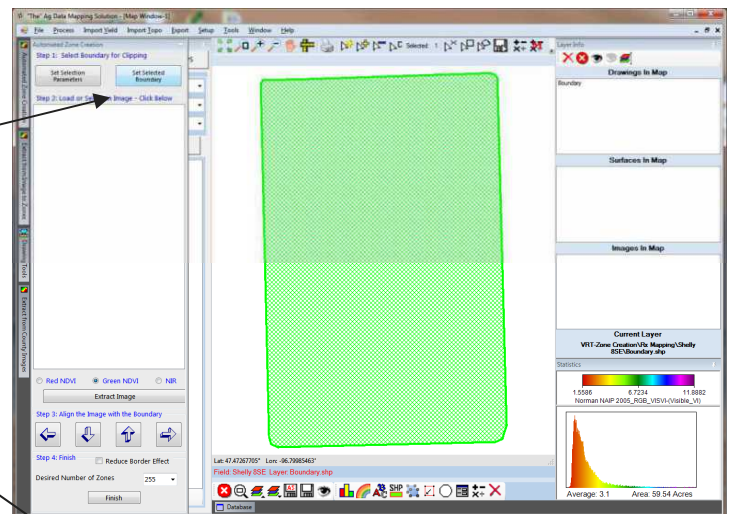 "The" Ag Data Mapping Solution - [Map Window-1]
File Process Import Yield Import Topo Export Setup Tools Window Help
Automated Zone Creation
Step 1: Select Boundary for Clipping
Set Selection Parameters
Set Selected Boundary
Step 2: Load or Se Image - Click Below
Automated Zone Creation
Extract from Image to Zones
Drawing Tools
Extract from County Images
Red NDVI Green NDVI NIR
Extract Image
Step 3: Align the Image with the Boundary
Step 4: Finish
Reduce Border Effect
Desired Number of Zones 255
Finish
Selected: 1
Lat: 47.47267705° Lon: -96.79985463°
Field: Shelly 8SE Layer: Boundary.shp
SHP
Database
Layer Info
Drawings In Map
Boundary
Surfaces In Map
Images In Map
Current Layer
VRT-Zone Creation\Rx Mapping\Shelly
8SE\Boundary.shp
Statistics
1.5586 6.7234 11.8882
Norman NAIP 2005_RGB_VISVI-(Visible_VI)
Average: 3.1 Area: 59.54 Acres